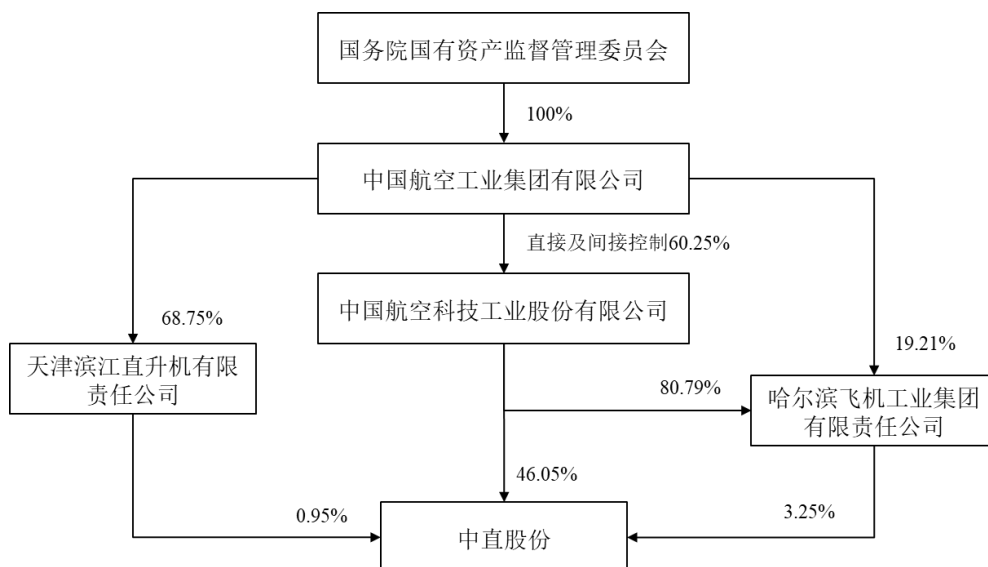 国务院国有资产监督管理委员会
100%
中国航空工业集团有限公司
直接及间接控制60.25%
中国航空科技工业股份有限公司
68.75%
19.21%
天津滨江直升机有限
责任公司
80.79%
哈尔滨飞机工业集团
有限责任公司
46.05%
0.95%
3.25%
中直股份